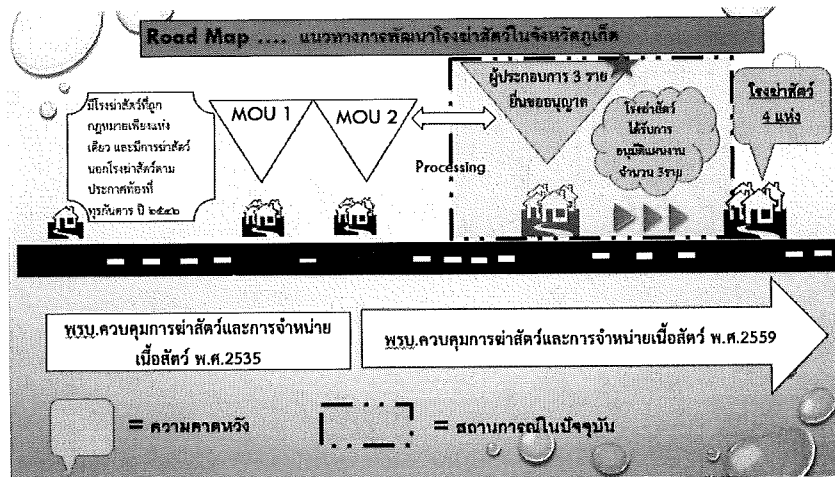 Road Map .... แนวทางการพัฒนาโรงฆ่าสัตว์ในจังหวัดภูเก็ต
มีโรงฆ่าสัตว์ที่ถูก
กฎหมายเพียงแห่ง
เดียว และมีการฆ่าสัตว์
นอกโรงฆ่าสัตว์ตาม
ประกาศท้องที่
ทุรกันดาร ปี ๒๕๔๖
MOU 1
MOU 2
Processing
ผู้ประกอบการ 3 ราย
ยื่นขออนุญาต
โรงฆ่าสัตว์
ได้รับการ
อนุมัติแผนงาน
จำนวน 3ราย
โรงฆ่าสัตว์
4 แห่ง
พรบ.ควบคุมการฆ่าสัตว์และการจำหน่าย
เนื้อสัตว์ พ.ศ.2535
พรบ.ควบคุมการฆ่าสัตว์และการจำหน่ายเนื้อสัตว์ พ.ศ.2559
= ความคาดหวัง
= สถานการณ์ในปัจจุบัน